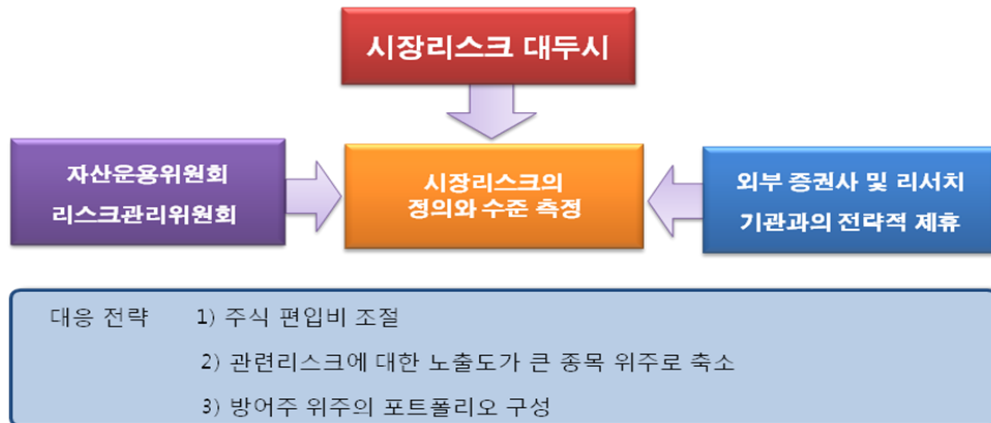 시장리스크 대두시
자산운용위원회
리스크관리위원회
시장리스크의
정의와 수준 측정
외부 증권사 및 리서치
기관과의 전략적 제휴
대응 전략 1) 주식 편입비 조절
2) 관련리스크에 대한 노출도가 큰 종목 위주로 축소
3) 방어주 위주의 포트폴리오 구성